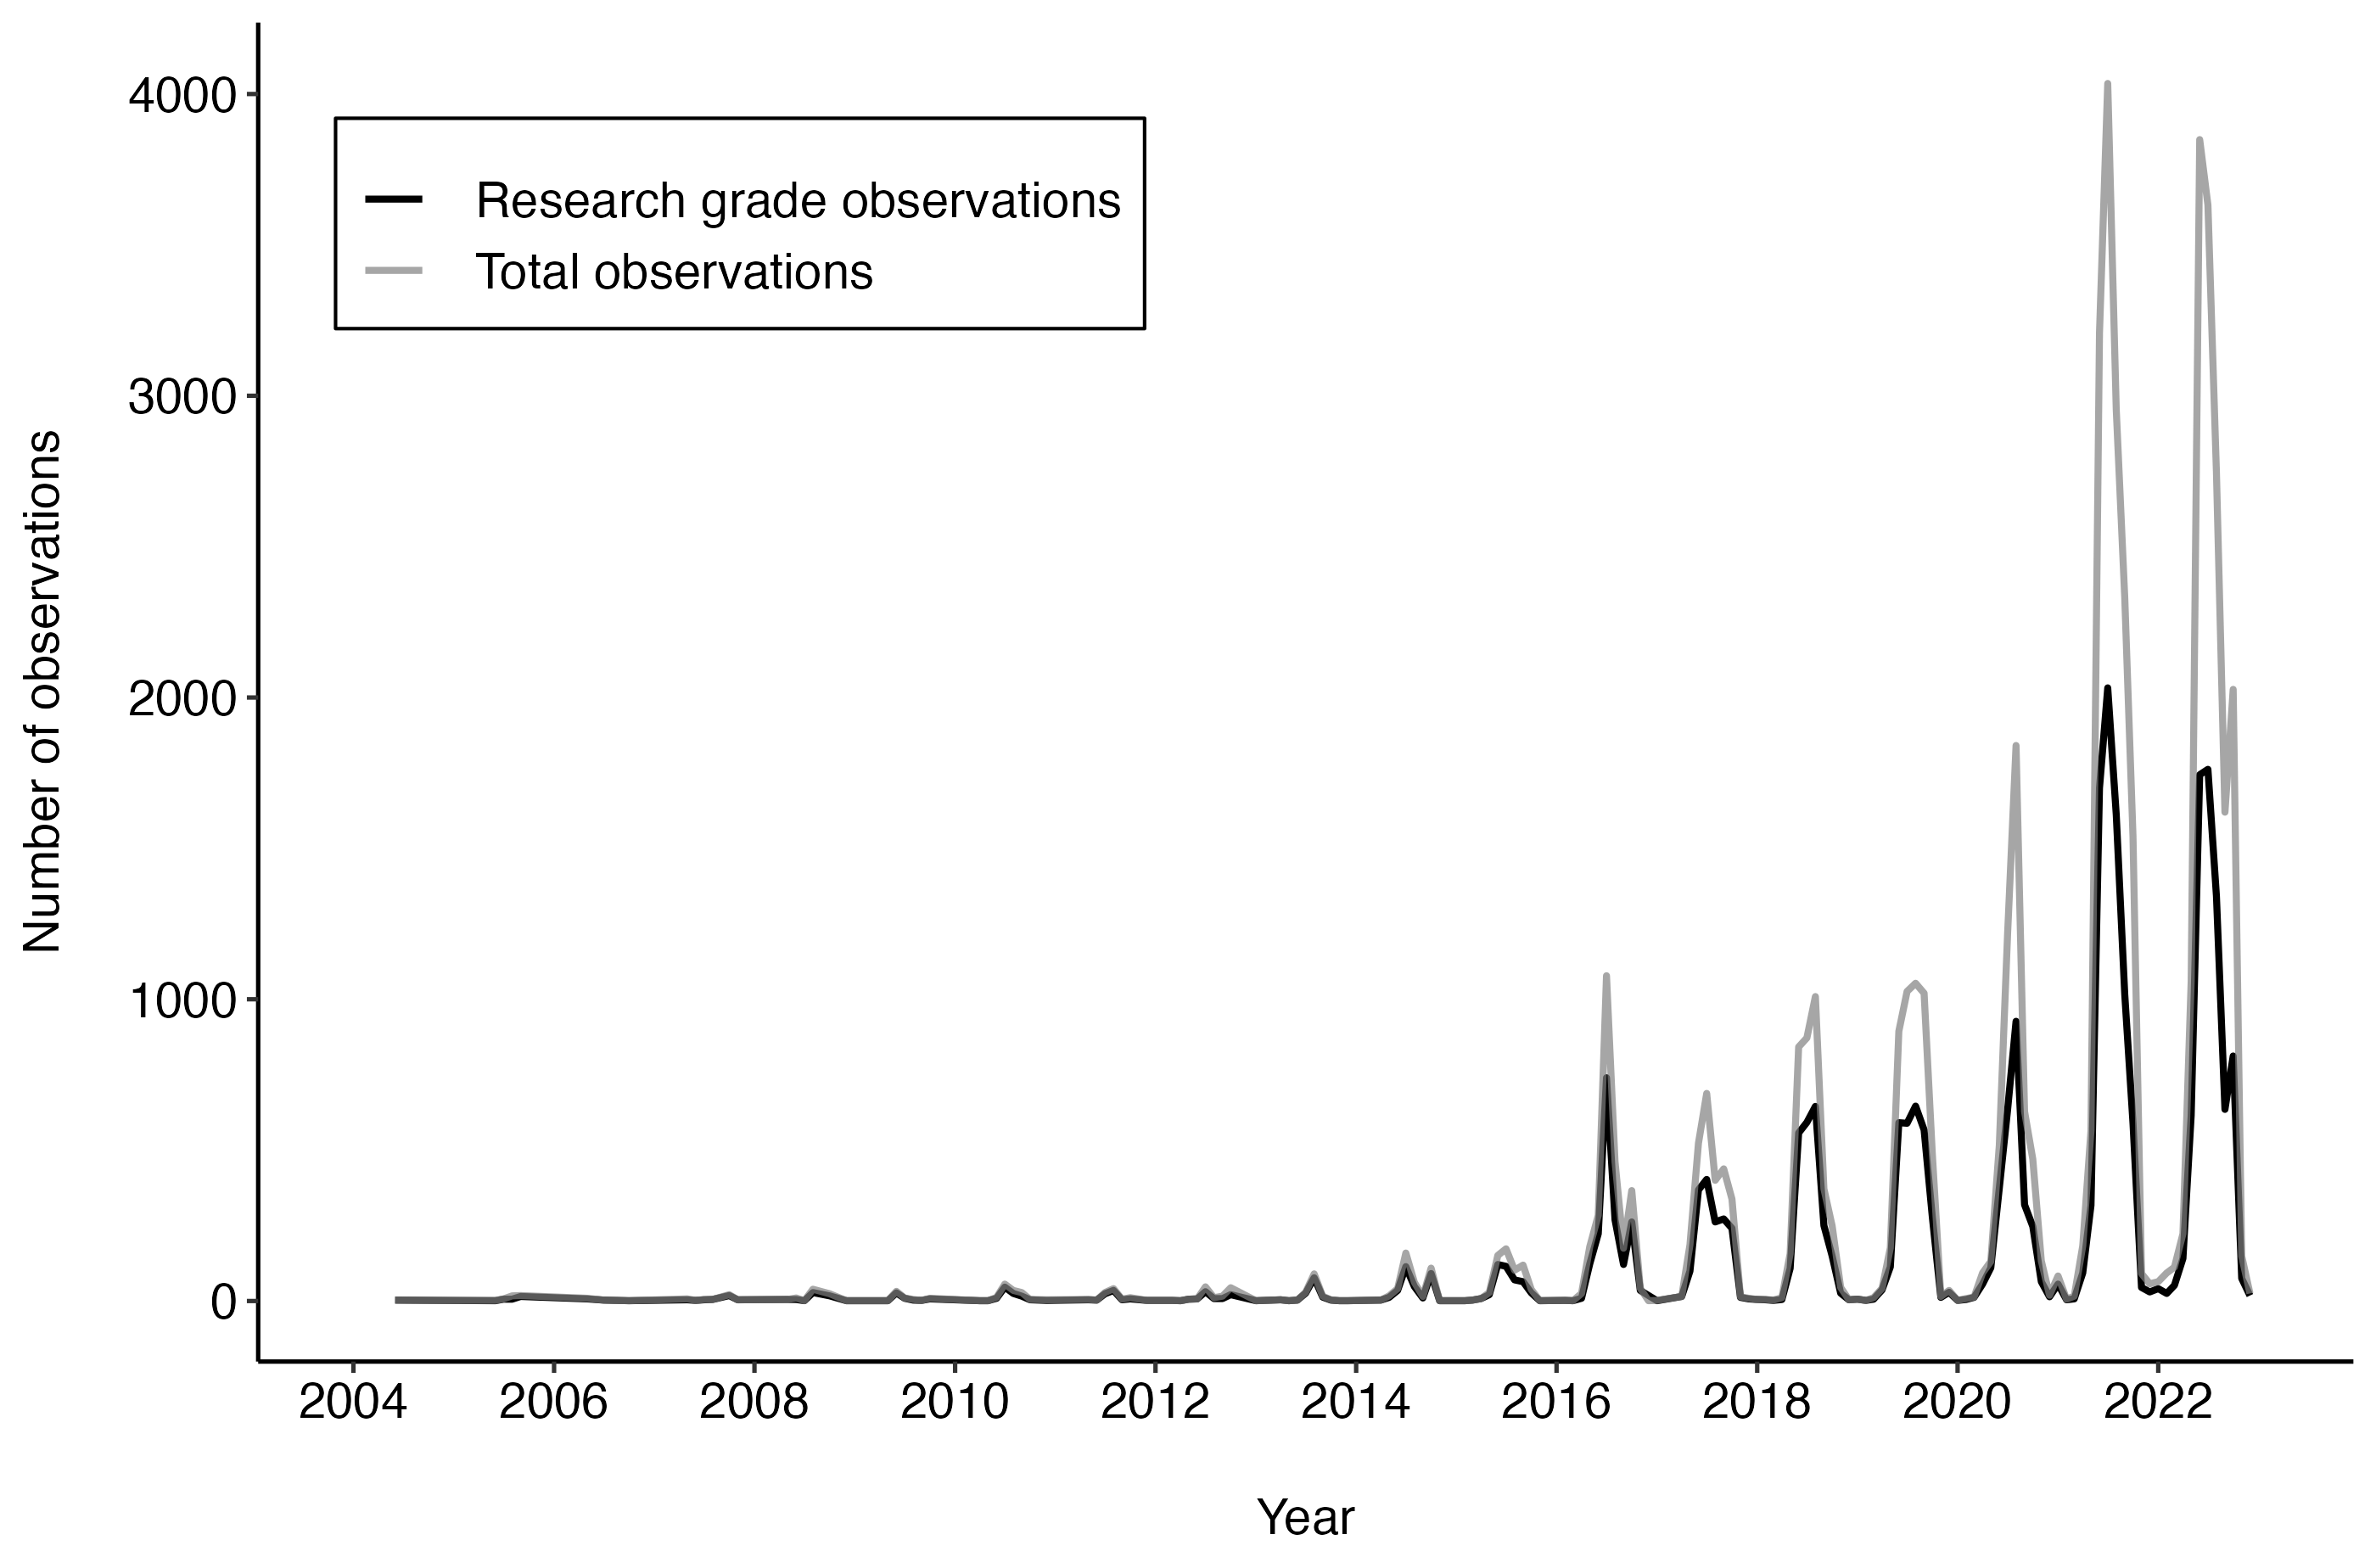 4000
3000
2000
1000
0
Number of observations
Research grade observations
Total observations
2004 2006 2008 2010 2012 2014 2016 2018 2020 2022
Year